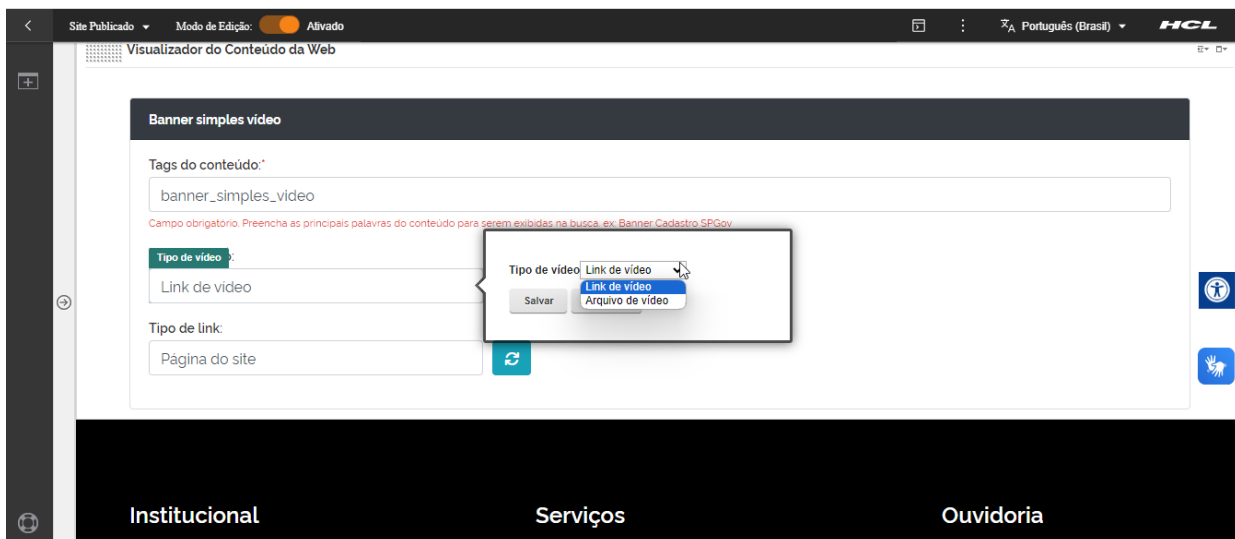 Site Publicado Modo de Edição: Ativado Português (Brasil) HCL
Visualizador do Conteúdo da Web
Banner simples vídeo
Tags do conteúdo:*
banner_simples_video
Campo obrigatório. Preencha as principais palavras do conteúdo para serem exibidas na busca, ex: Banner Cadastro SPGov
Tipo de vídeo
Link de vídeo
Tipo de vídeo Link de vídeo
Link de vídeo
Arquivo de vídeo
Salvar
Tipo de link:
Página do site
Institucional Serviços Ouvidoria